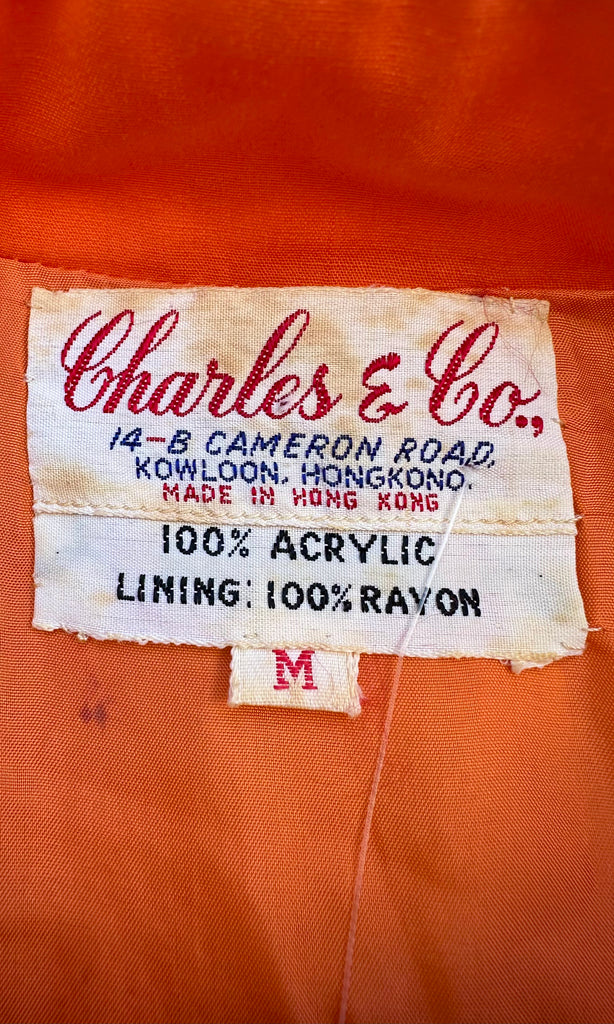 Charles & Co.,
14-B CAMERON ROAD,
KOWLOON, HONGKONG.
MADE IN HONG KONG
100% ACRYLIC
LINING: 100% RAYON
M